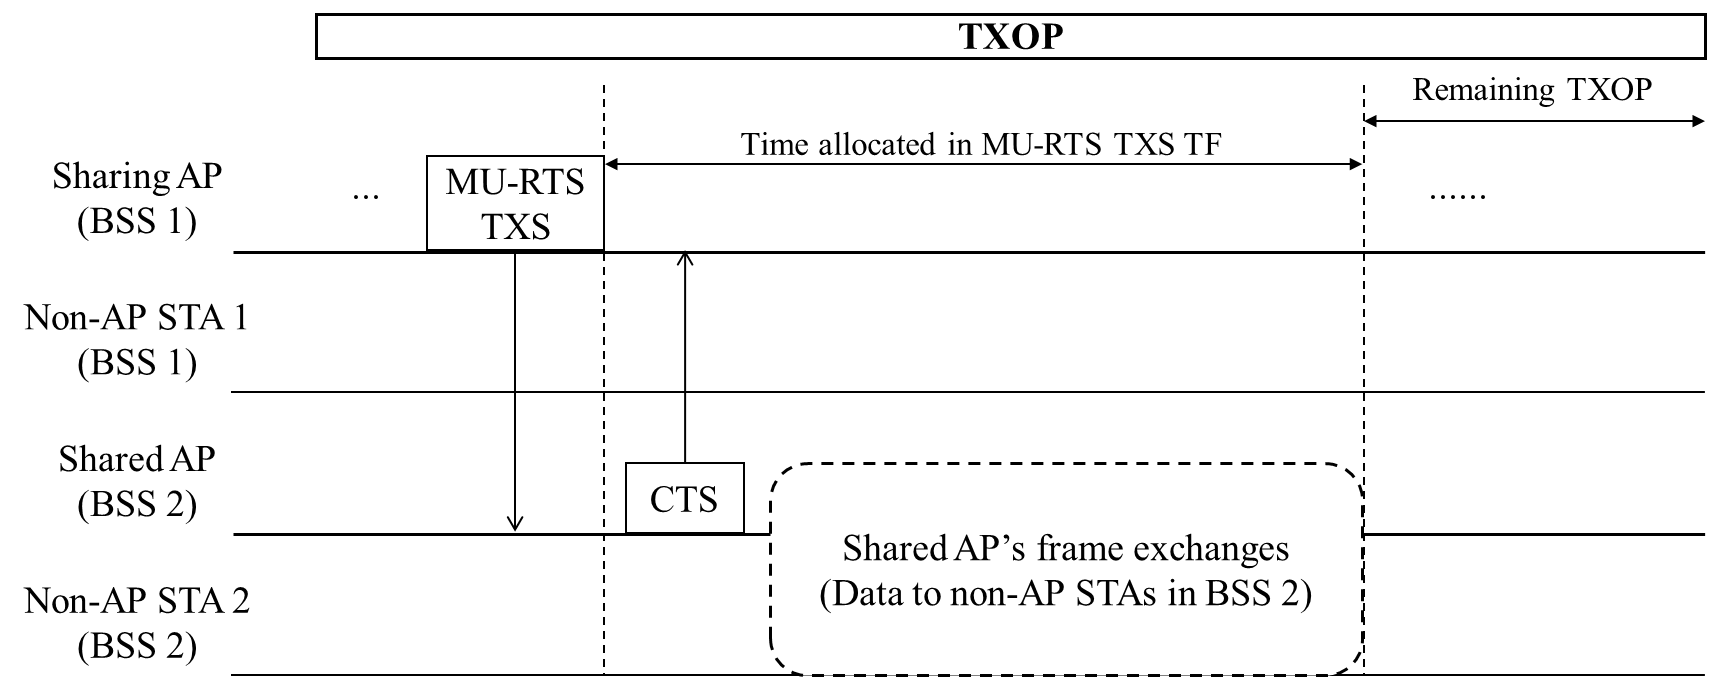 TXOP
Remaining TXOP
Time allocated in MU-RTS TXS TF
Sharing AP
(BSS 1)
...
MU-RTS
TXS
......
Non-AP STA 1
(BSS 1)
Shared AP
(BSS 2)
CTS
Shared AP’s frame exchanges
(Data to non-AP STAs in BSS 2)
Non-AP STA 2
(BSS 2)